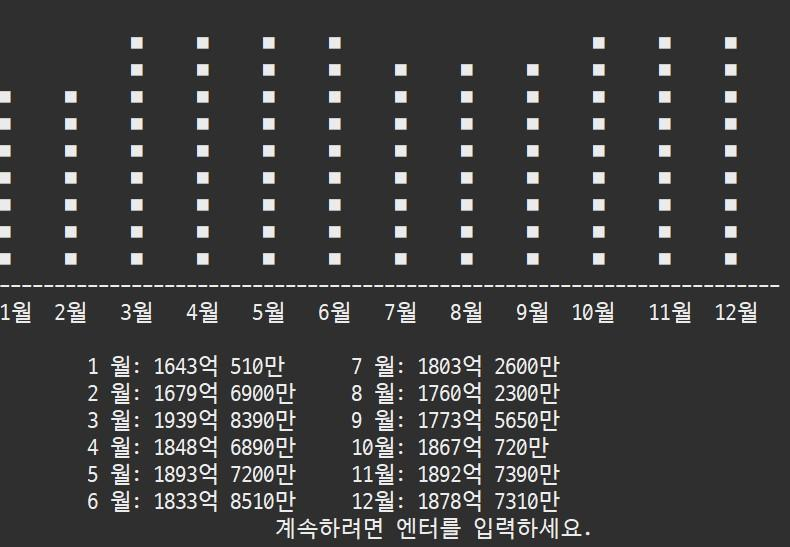 1월 2월 3월 4월 5월 6월 7월 8월 9월 10월 11월 12월
1 월: 1643억 510만 7 월: 1803억 2600만
2 월: 1679억 6900만 8 월: 1760억 2300만
3 월: 1939억 8390만 9 월: 1773억 5650만
4 월: 1848억 6890만 10월: 1867억 720만
5 월: 1893억 7200만 11월: 1892억 7390만
6 월: 1833억 8510만 12월: 1878억 7310만
계속하려면 엔터를 입력하세요.